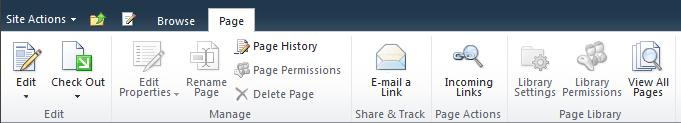 Site Actions Browse Page
Edit
Check Out
Edit
Properties
Rename
Page
Page History
Page Permissions
Delete Page
E-mail a
Link
Incoming
Links
Library
Settings
Library
Permissions
View All
Pages
Edit Manage Share & Track Page Actions Page Library